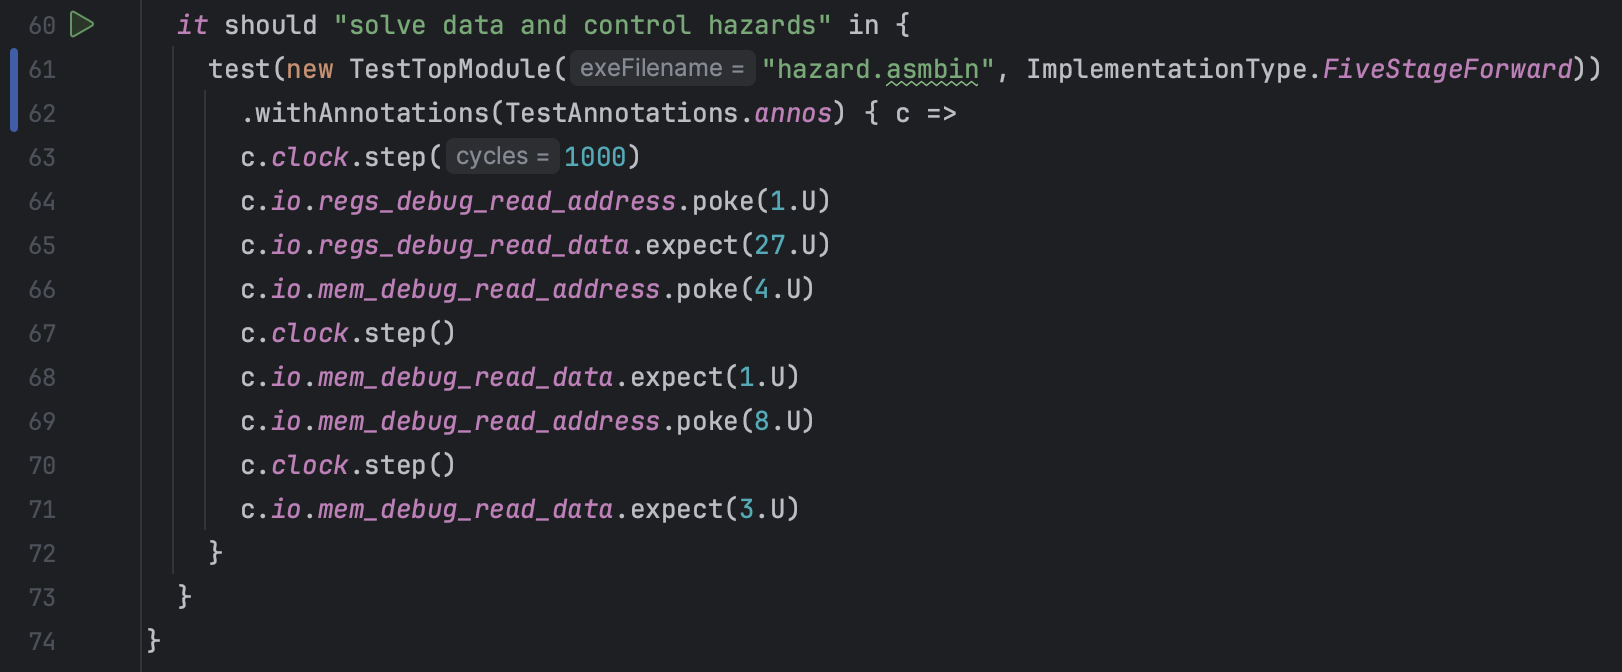 60 it should "solve data and control hazards" in {
61 test(new TestTopModule( exeFilename = "hazard.asmbin", ImplementationType.FiveStageForward))
62 .withAnnotations(TestAnnotations.annos) { c =>
63 c.clock.step( cycles = 1000)
64 c.io.regs_debug_read_address.poke(1.U)
65 c.io.regs_debug_read_data.expect(27.U)
66 c.io.mem_debug_read_address.poke(4.U)
67 c.clock.step()
68 c.io.mem_debug_read_data.expect(1.U)
69 c.io.mem_debug_read_address.poke(8.U)
70 c.clock.step()
71 c.io.mem_debug_read_data.expect(3.U)
72 }
73 }
74 }